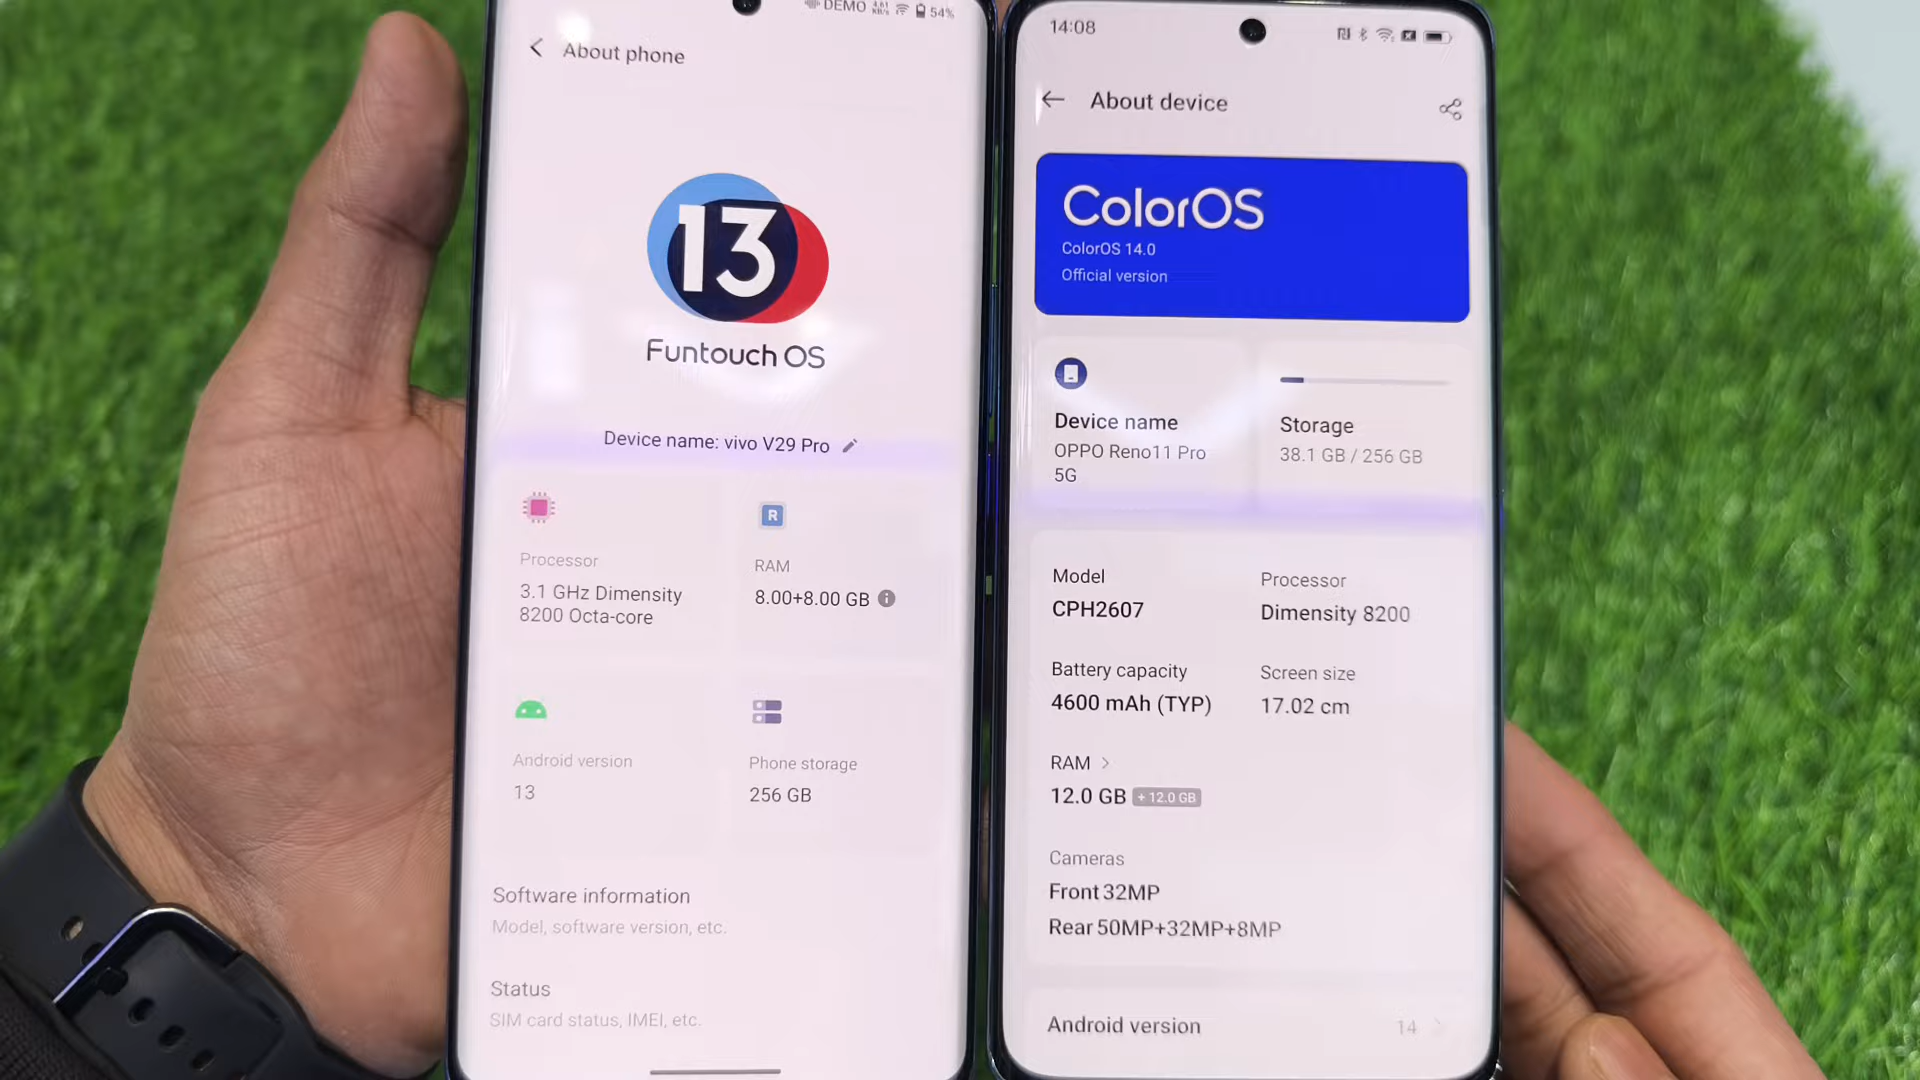 DEMO 4.61 KB/s 54%
About phone
13
Funtouch OS
Device name: vivo V29 Pro
Processor
3.1 GHz Dimensity
8200 Octa-core
R
RAM
8.00+8.00 GB
Android version
13
Phone storage
256 GB
Software information
Model, software version, etc.
Status
SIM card status, IMEI, etc.
14:08
About device
ColorOS
ColorOS 14.0
Official version
Device name
OPPO Reno11 Pro
5G
Storage
38.1 GB / 256 GB
Model
CPH2607
Processor
Dimensity 8200
Battery capacity
4600 mAh (TYP)
Screen size
17.02 cm
RAM
12.0 GB + 12.0 GB
Cameras
Front 32MP
Rear 50MP+32MP+8MP
Android version 14